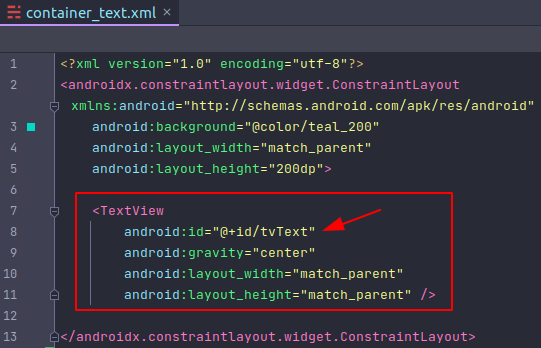 container_text.xml ×
1 <?xml version="1.0" encoding="utf-8"?>
2 <androidx.constraintlayout.widget.ConstraintLayout
xmlns:android="http://schemas.android.com/apk/res/android"
3 android:background="@color/teal_200"
4 android:layout_width="match_parent"
5 android:layout_height="200dp">
6
7 <TextView
8 android:id="@+id/tvText"
9 android:gravity="center"
10 android:layout_width="match_parent"
11 android:layout_height="match_parent" />
12
13 </androidx.constraintlayout.widget.ConstraintLayout>